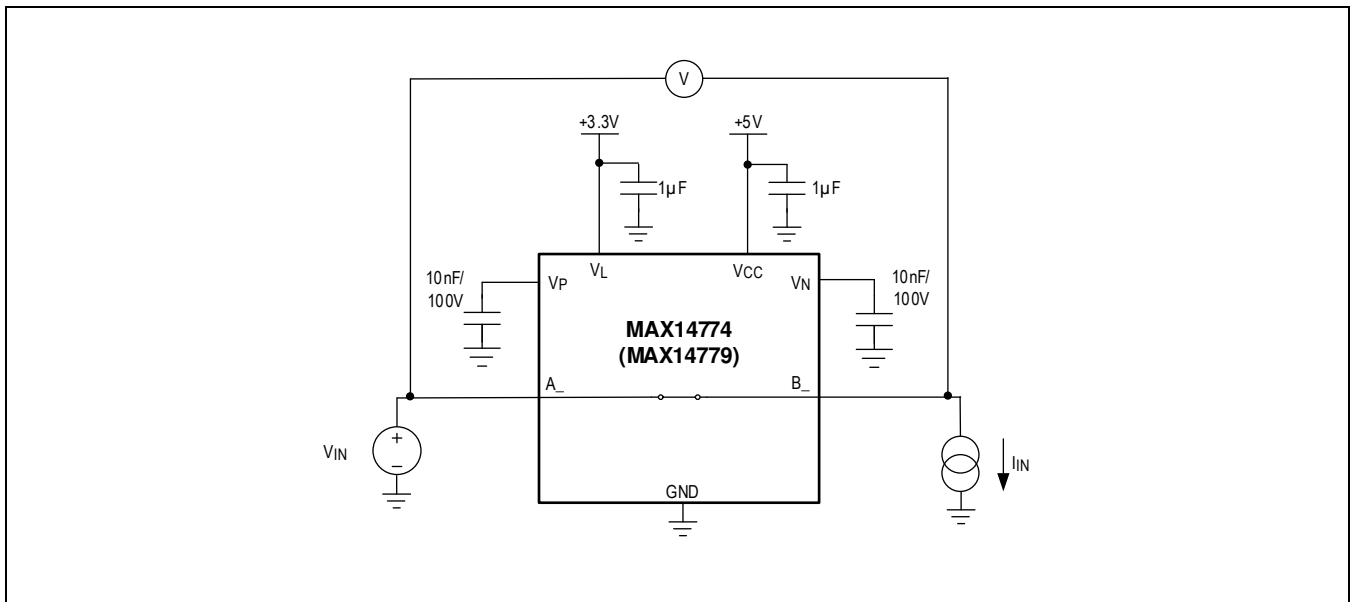 V
+3.3V
+5V
1µF
1µF
10nF/
100V
VP
VL
VCC
VN
10nF/
100V
MAX14774
(MAX14779)
A_
B_
VIN
+
−
IIN
GND